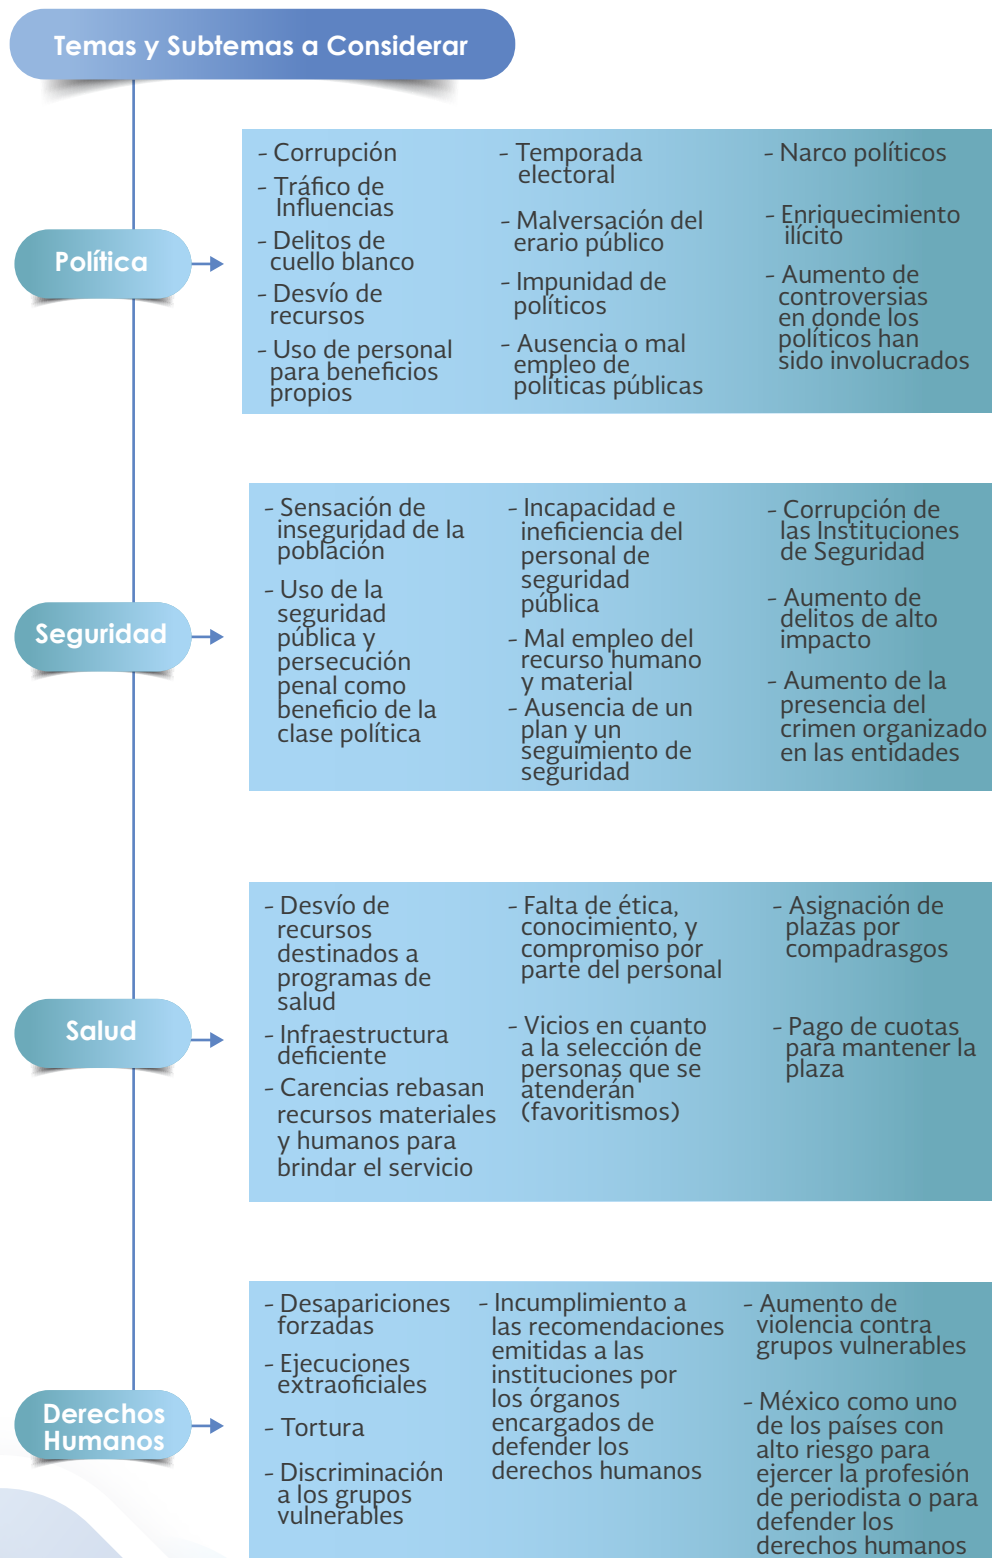 Temas y Subtemas a Considerar
Política
- Corrupción
- Tráfico de
Influencias
- Delitos de
cuello blanco
- Desvío de
recursos
- Uso de personal
para beneficios
propios
- Temporada
electoral
- Malversación del
erario público
- Impunidad de
políticos
- Ausencia o mal
empleo de
políticas públicas
- Narco políticos
- Enriquecimiento
ilícito
- Aumento de
controversias
en donde los
políticos han
sido involucrados
Seguridad
- Sensación de
inseguridad de la
población
- Uso de la
seguridad
pública y
persecución
penal como
beneficio de la
clase política
- Incapacidad e
ineficiencia del
personal de
seguridad
pública
- Mal empleo del
recurso humano
y material
- Ausencia de un
plan y un
seguimiento de
seguridad
- Corrupción de
las Instituciones
de Seguridad
- Aumento de
delitos de alto
impacto
- Aumento de la
presencia del
crimen organizado
en las entidades
Salud
- Desvío de
recursos
destinados a
programas de
salud
- Infraestructura
deficiente
- Carencias rebasan
recursos materiales
y humanos para
brindar el servicio
- Falta de ética,
conocimiento, y
compromiso por
parte del personal
- Vicios en cuanto
a la selección de
personas que se
atenderán
(favoritismos)
- Asignación de
plazas por
compadrasgos
- Pago de cuotas
para mantener la
plaza
Derechos
Humanos
- Desapariciones
forzadas
- Ejecuciones
extraoficiales
- Tortura
- Discriminación
a los grupos
vulnerables
- Incumplimiento a
las recomendaciones
emitidas a las
instituciones por
los órganos
encargados de
defender los
derechos humanos
- Aumento de
violencia contra
grupos vulnerables
- México como uno
de los países con
alto riesgo para
ejercer la profesión
de periodista o para
defender los
derechos humanos